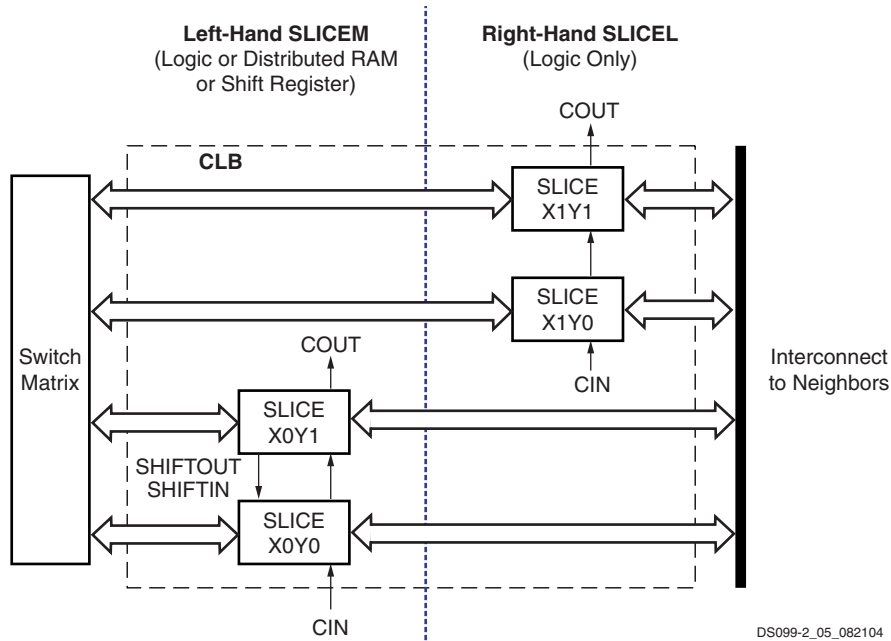 Left-Hand SLICEM
(Logic or Distributed RAM
or Shift Register)
Right-Hand SLICEL
(Logic Only)
COUT
CLB
SLICE
X1Y1
SLICE
X1Y0
Switch
Matrix
COUT
CIN
Interconnect
to Neighbors
SLICE
X0Y1
SHIFTOUT
SHIFTIN
SLICE
X0Y0
CIN
DS099-2_05_082104